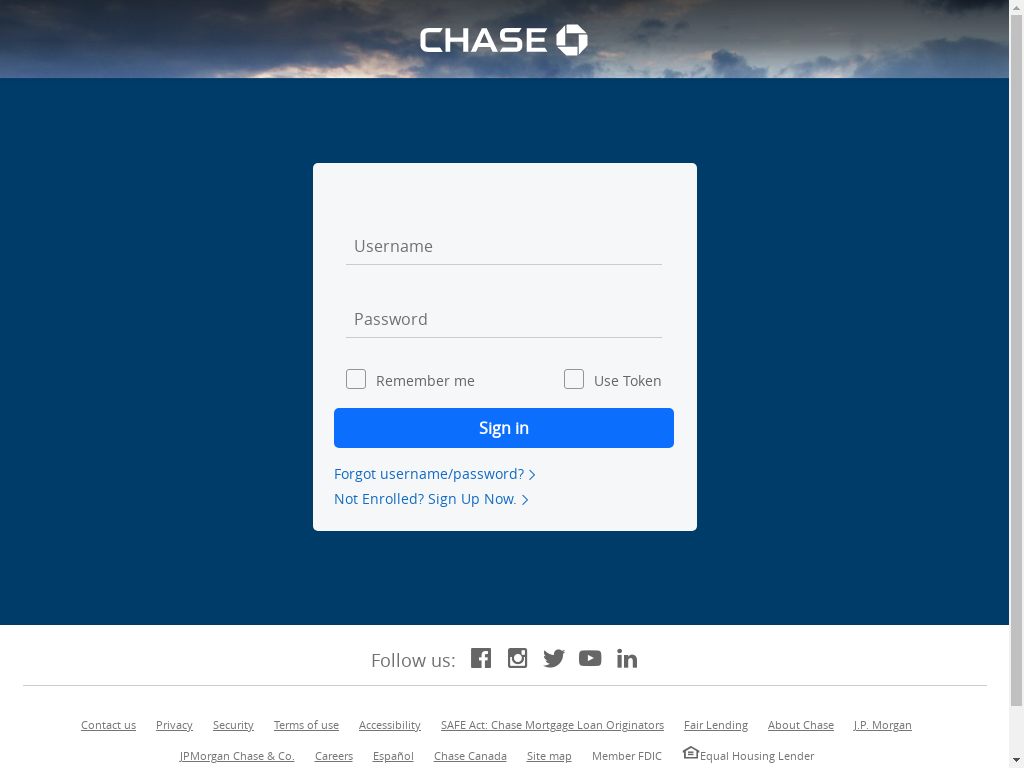 CHASE
Username
Password
Remember me Use Token
Sign in
Forgot username/password?
Not Enrolled? Sign Up Now.
Follow us:
Contact us Privacy Security Terms of use Accessibility SAFE Act: Chase Mortgage Loan Originators Fair Lending About Chase J.P. Morgan
JPMorgan Chase & Co. Careers Español Chase Canada Site map Member FDIC Equal Housing Lender